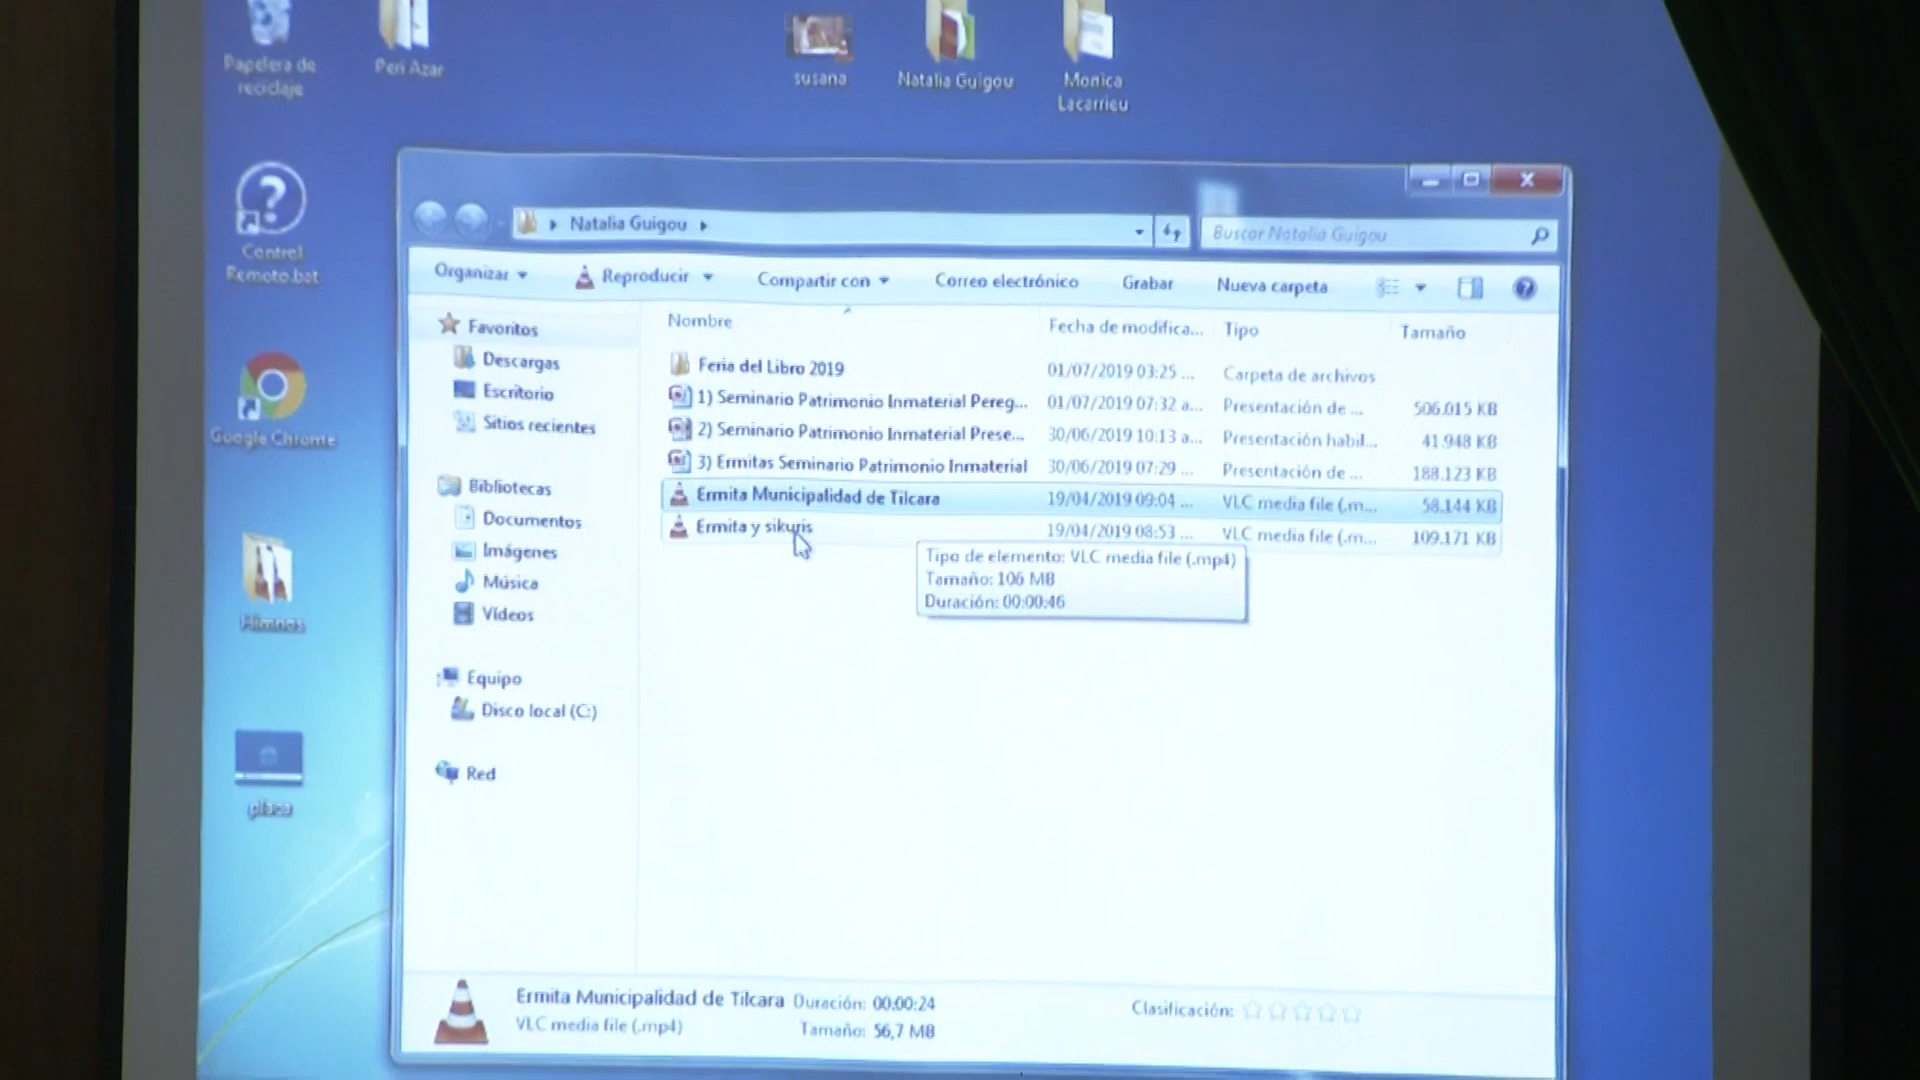 Papelera de
reciclaje
Peri Azar
susana
Natalia Guigou
Monica
Lacarrieu
Control
Remoto.bat
Google Chrome
Himnos
placa
Natalia Guigou
Buscar Natalia Guigou
Organizar
Reproducir
Compartir con
Correo electrónico
Grabar
Nueva carpeta
Favoritos
Descargas
Escritorio
Sitios recientes
Bibliotecas
Documentos
Imágenes
Música
Vídeos
Equipo
Disco local (C:)
Red
Nombre Fecha de modifica... Tipo Tamaño
Feria del Libro 2019 01/07/2019 03:25 ... Carpeta de archivos
1) Seminario Patrimonio Inmaterial Pereg... 01/07/2019 07:32 a... Presentación de ... 506.015 KB
2) Seminario Patrimonio Inmaterial Prese... 30/06/2019 10:13 a... Presentación habil... 41.948 KB
3) Ermitas Seminario Patrimonio Inmaterial 30/06/2019 07:29 ... Presentación de ... 188.123 KB
Ermita Municipalidad de Tilcara 19/04/2019 09:04 ... VLC media file (.m... 58.144 KB
Ermita y sikuris 19/04/2019 08:53 ... VLC media file (.m... 109.171 KB
Tipo de elemento: VLC media file (.mp4)
Tamaño: 106 MB
Duración: 00:00:46
Ermita Municipalidad de Tilcara Duración: 00:00:24
VLC media file (.mp4) Tamaño: 56,7 MB
Clasificación: